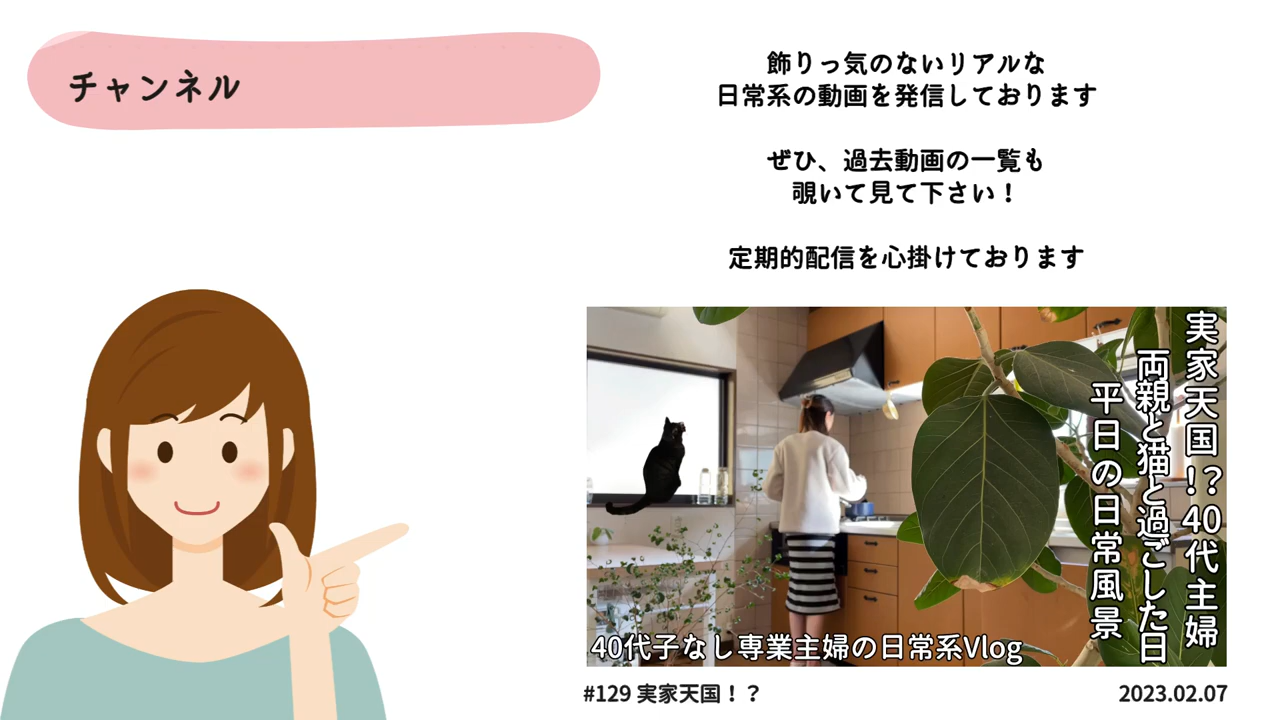 チャンネル
飾りっ気のないリアルな
日常系の動画を発信しております
ぜひ、過去動画の一覧も
覗いて見て下さい！
定期的配信を心掛けております
実家天国!?40代主婦
両親と猫と過ごした日
平日の日常風景
40代子なし専業主婦の日常系Vlog
#129 実家天国！？
2023.02.07